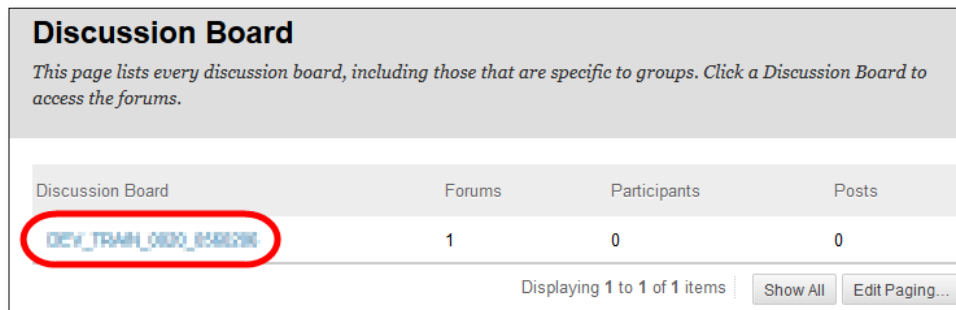 Discussion Board
This page lists every discussion board, including those that are specific to groups. Click a Discussion Board to
access the forums.
Discussion Board Forums Participants Posts
1 0 0
Displaying 1 to 1 of 1 items Show All Edit Paging...